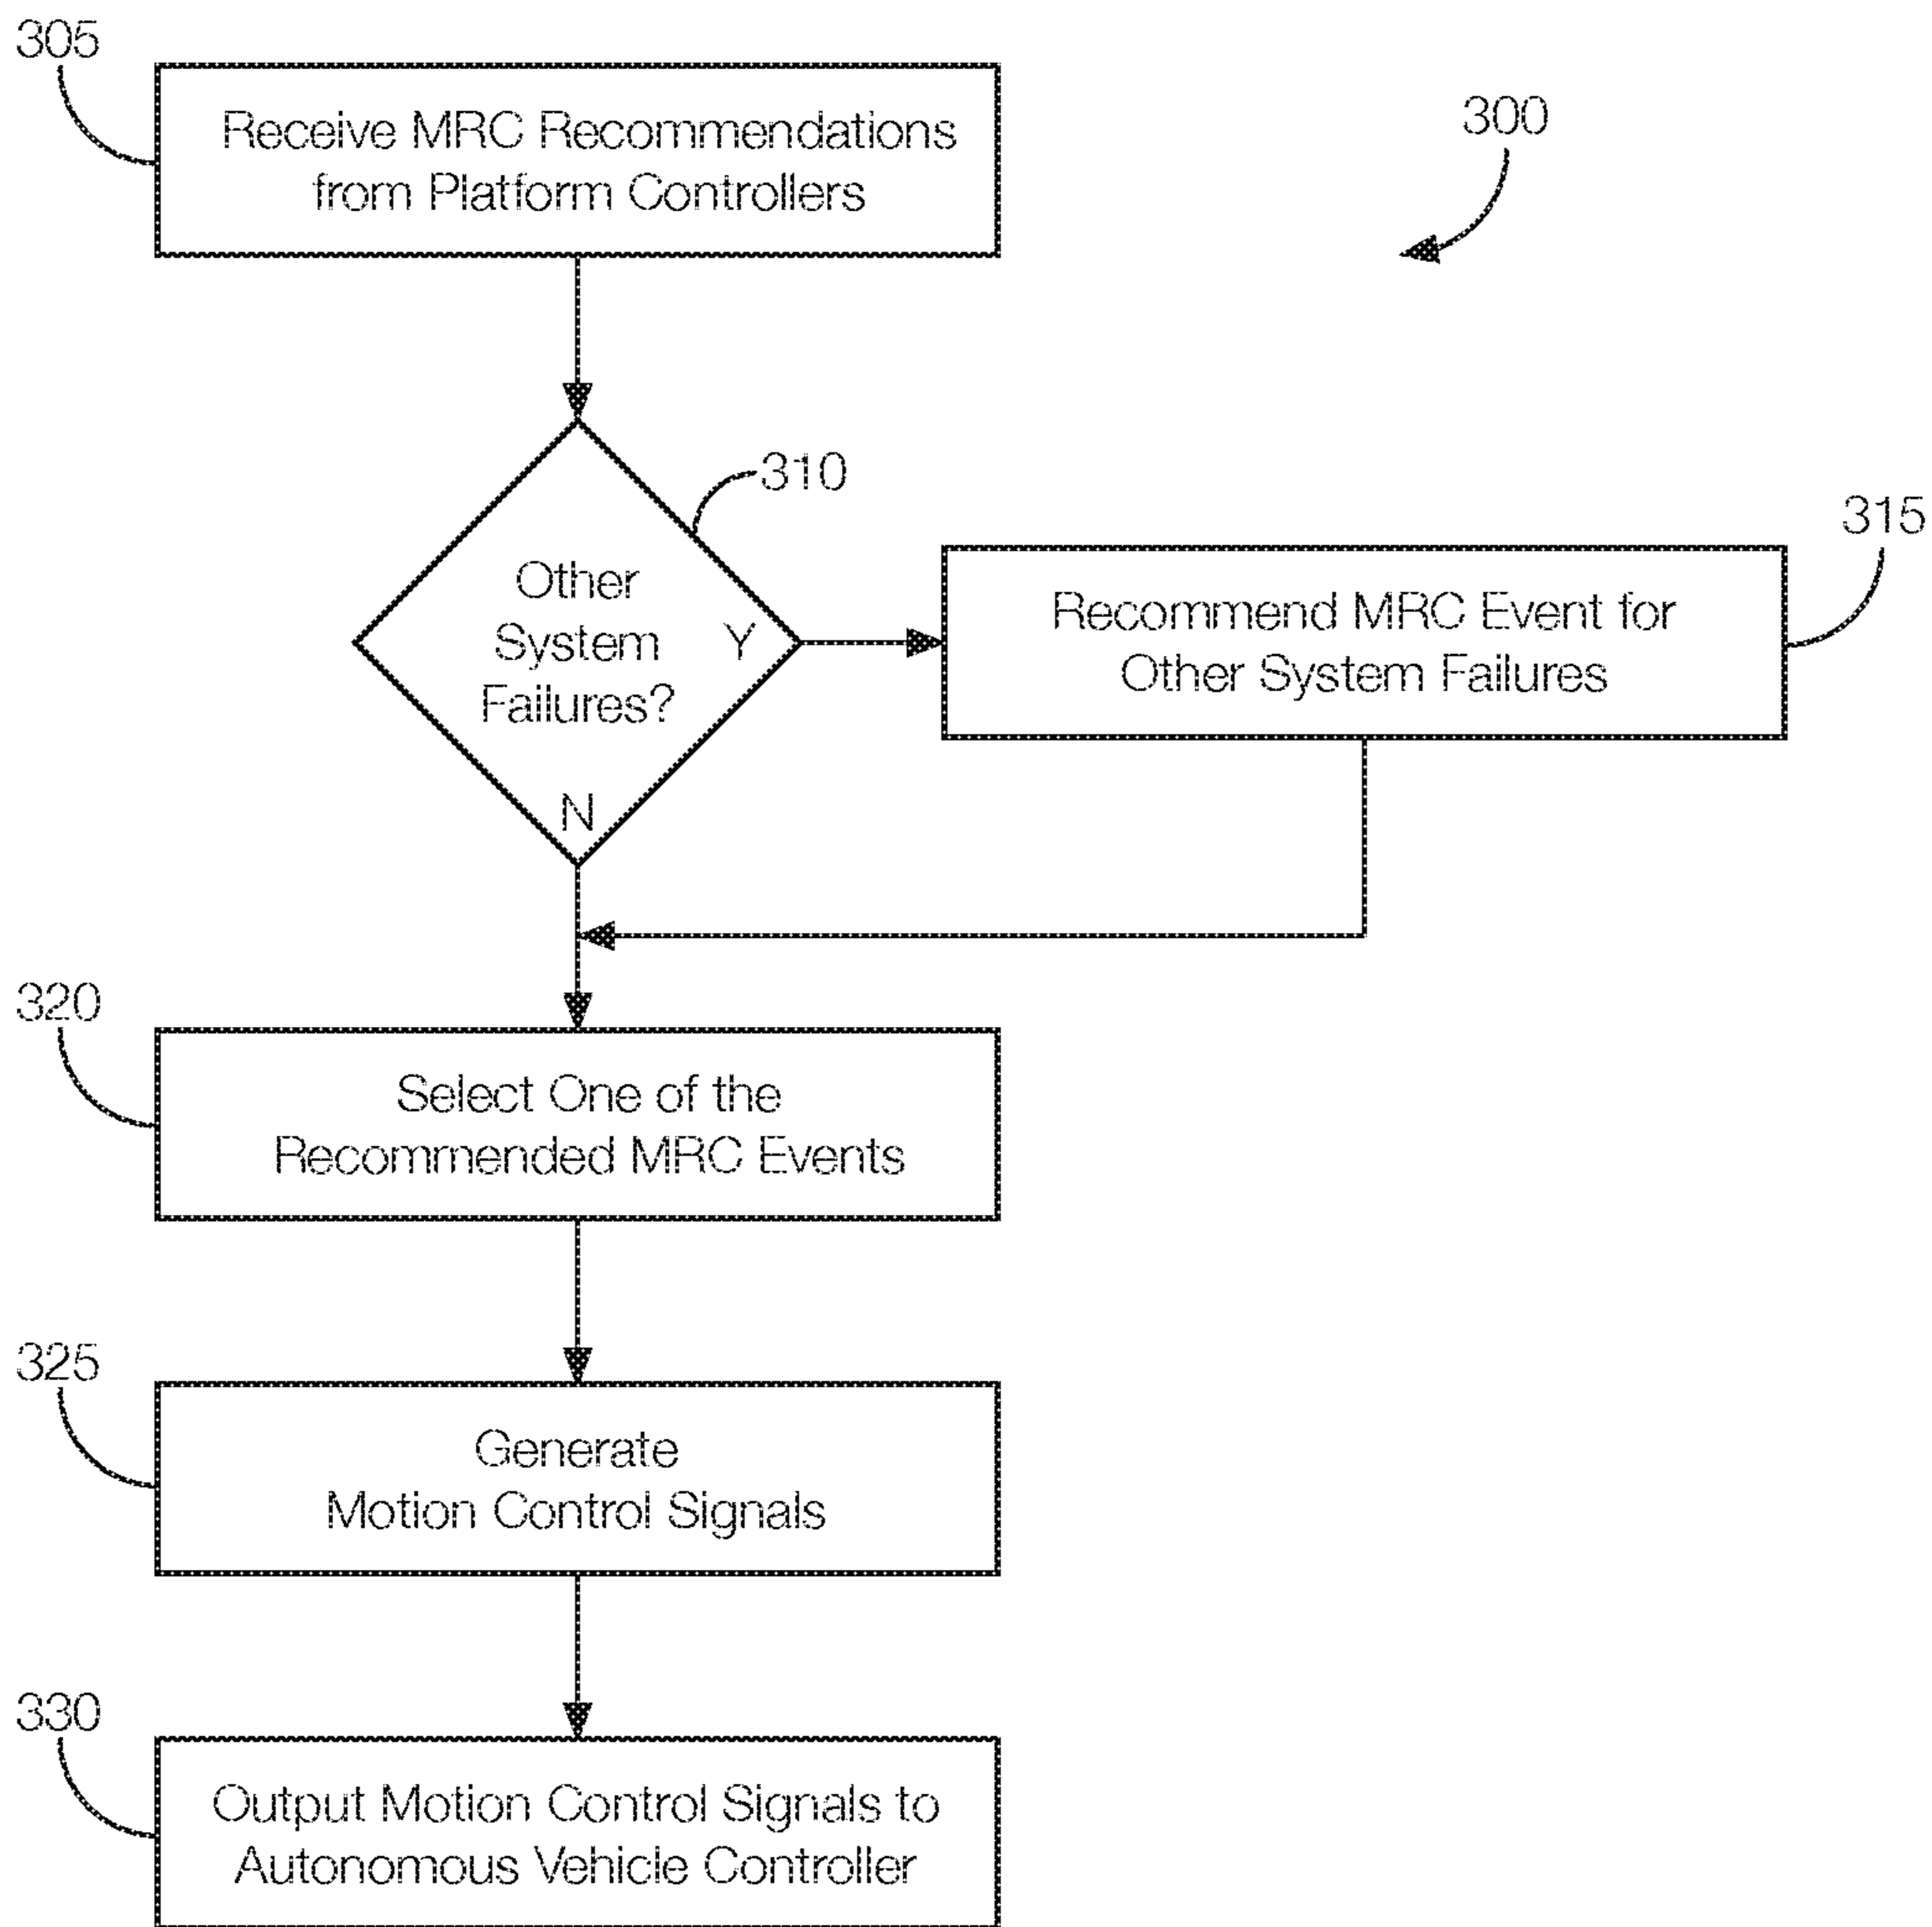 305
Receive MRC Recommendations
from Platform Controllers
300
310
Other
System
Failures?
Y
N
315
Recommend MRC Event for
Other System Failures
320
Select One of the
Recommended MRC Events
325
Generate
Motion Control Signals
330
Output Motion Control Signals to
Autonomous Vehicle Controller